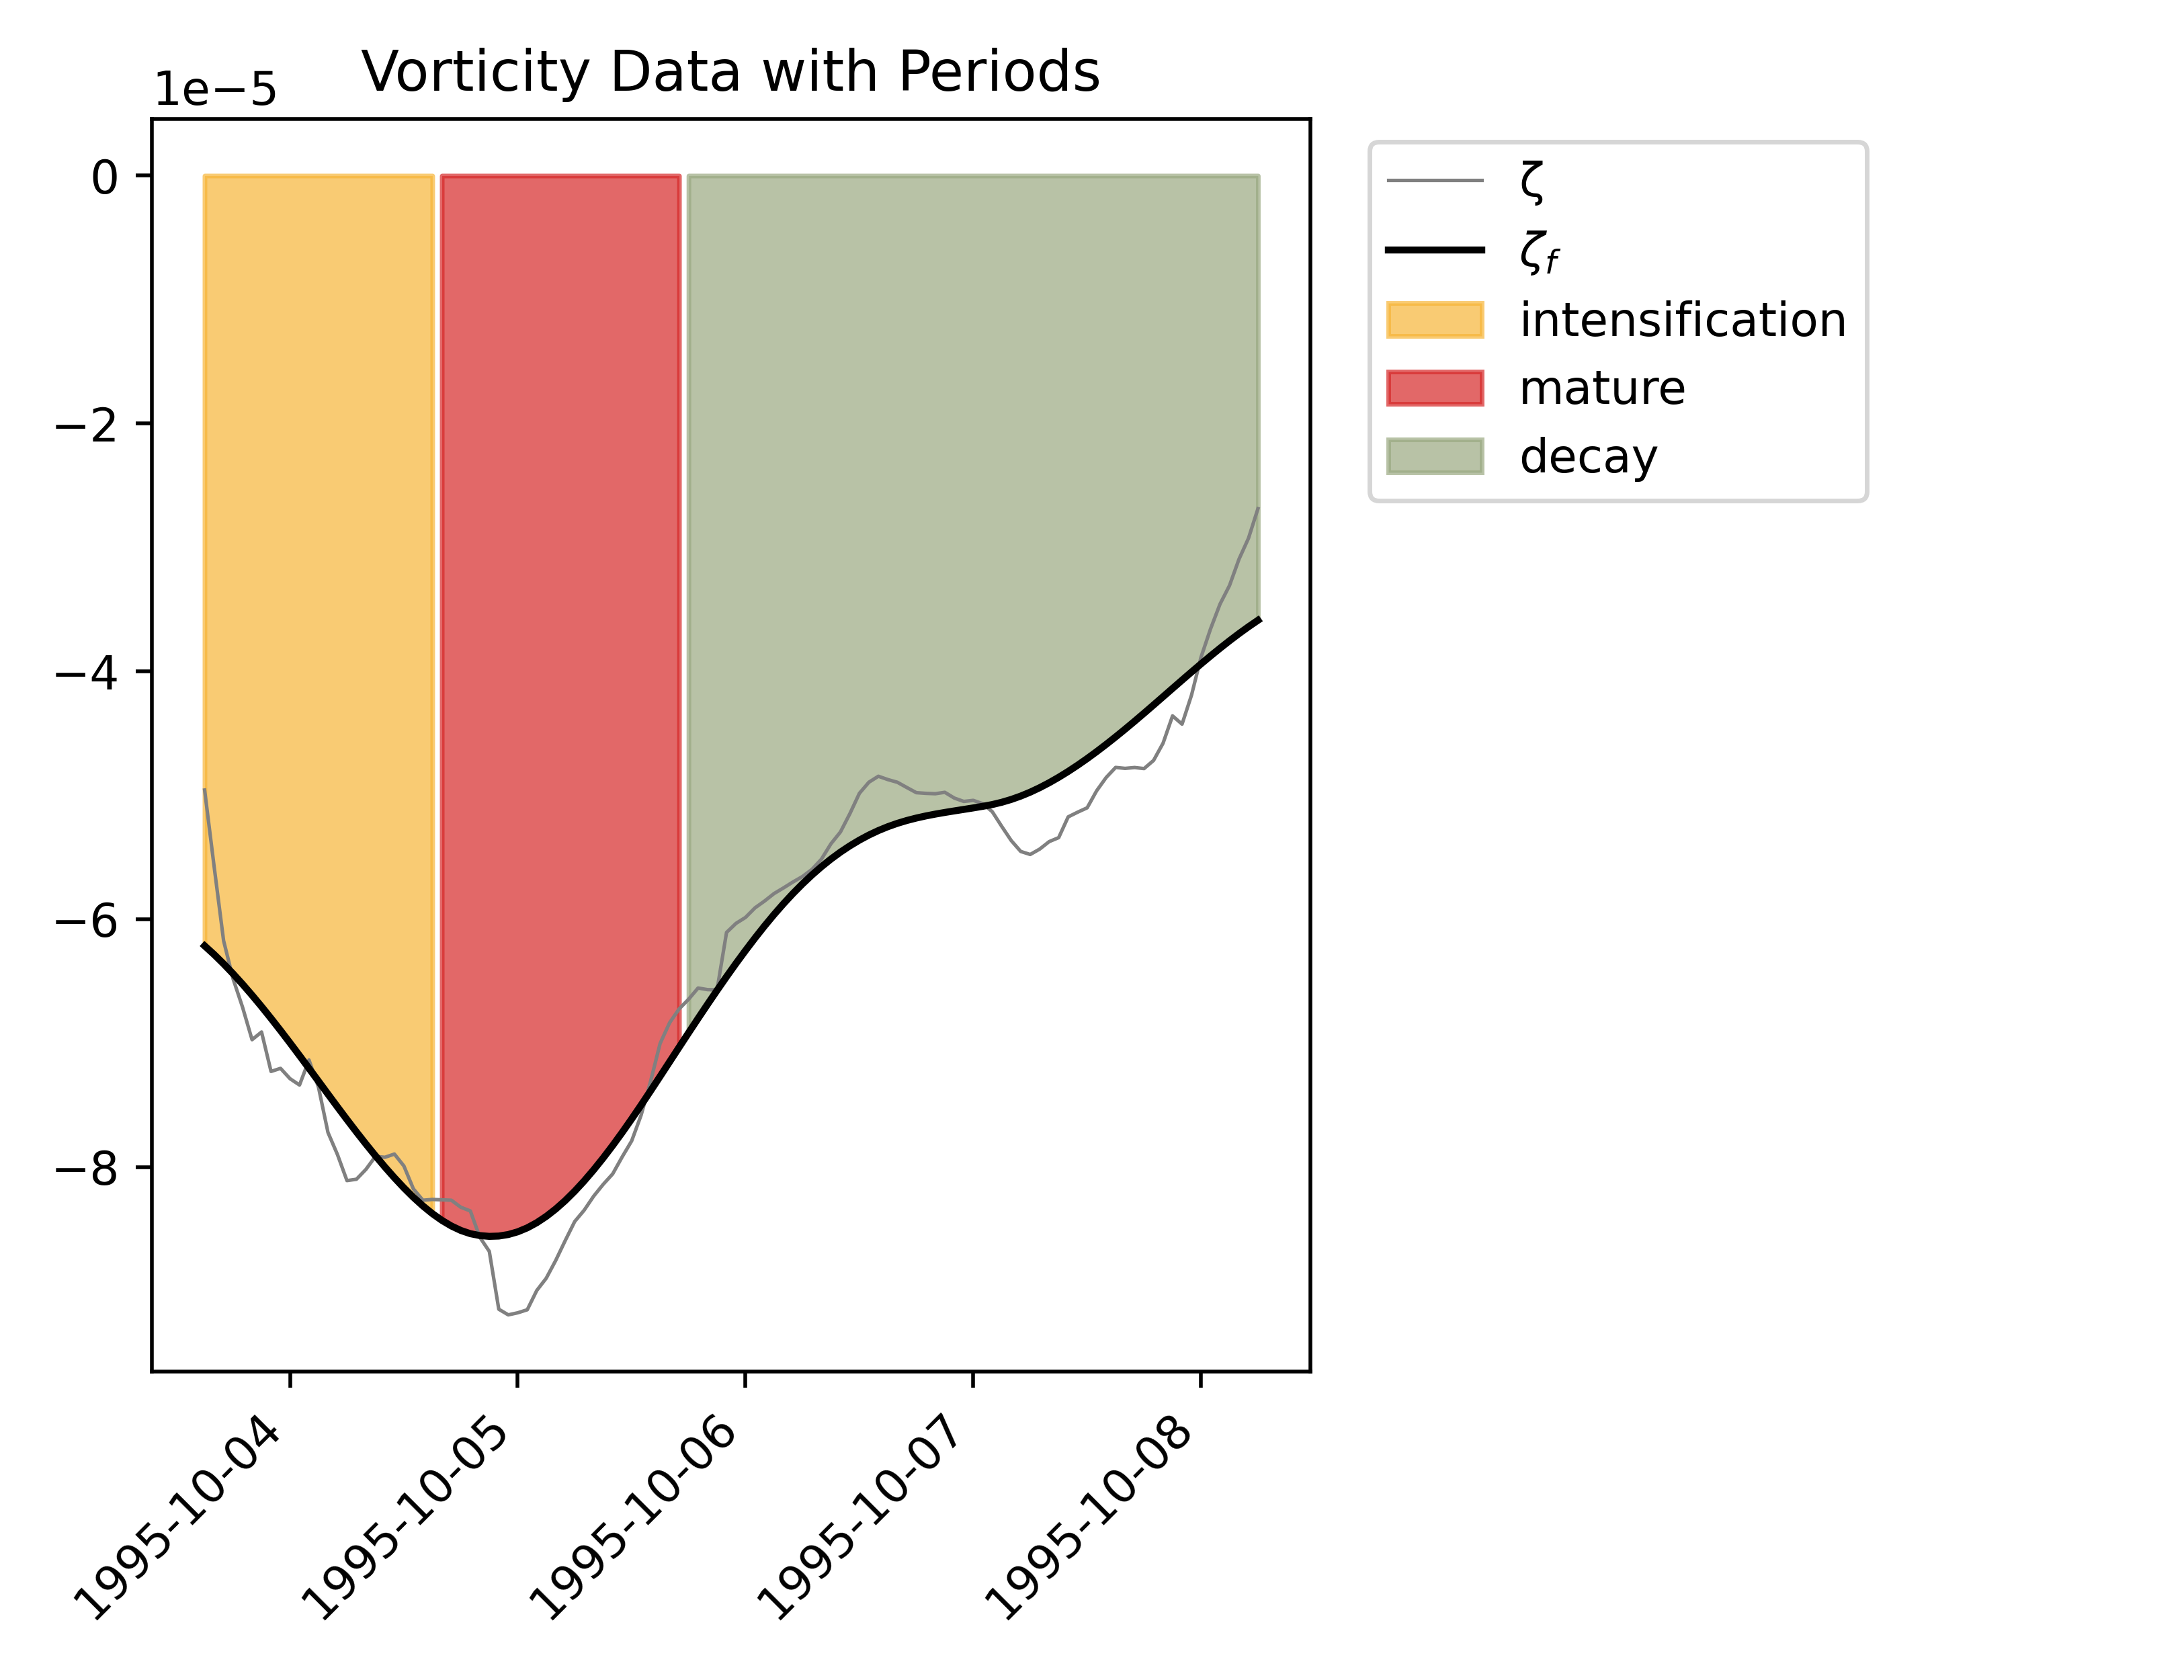 Vorticity Data with Periods
1e−5
0
−2
−4
−6
−8
1995-10-04
1995-10-05
1995-10-06
1995-10-07
1995-10-08
ζ
ζf
intensification
mature
decay